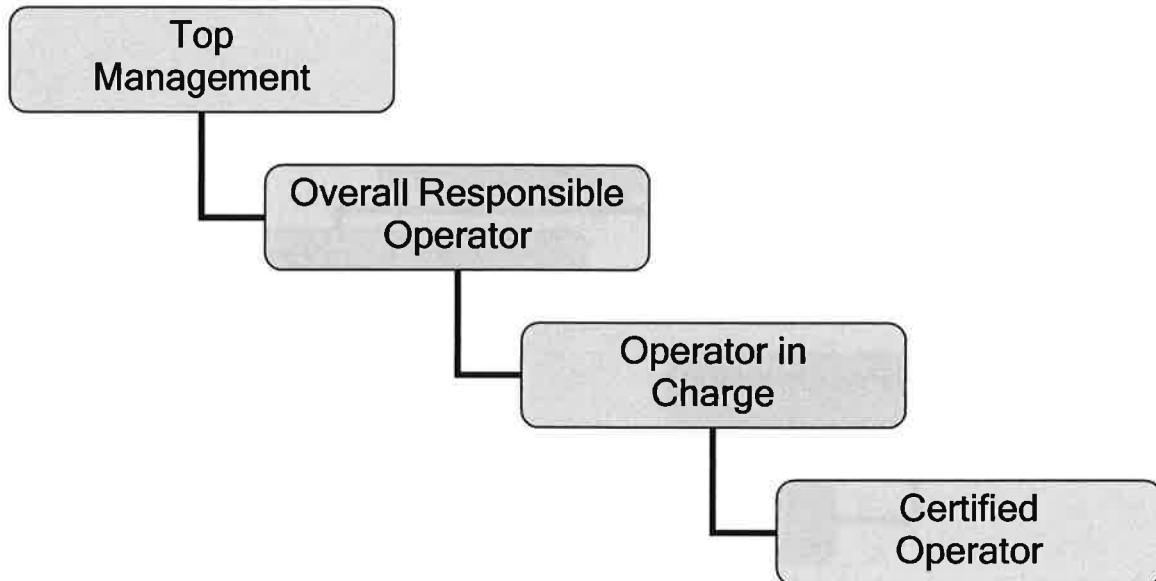 Top
Management
Overall Responsible
Operator
Operator in
Charge
Certified
Operator